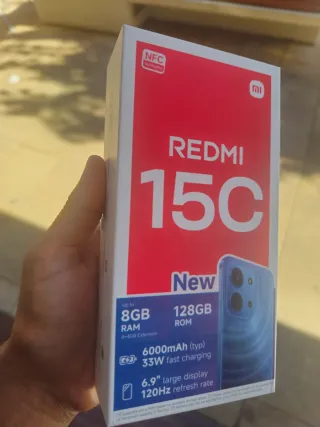 NFC
REDMI
15C
New
Up to
8GB
RAM
128GB
ROM
6000mAh (typ)
33W fast charging
6.9" large display
120Hz refresh rate